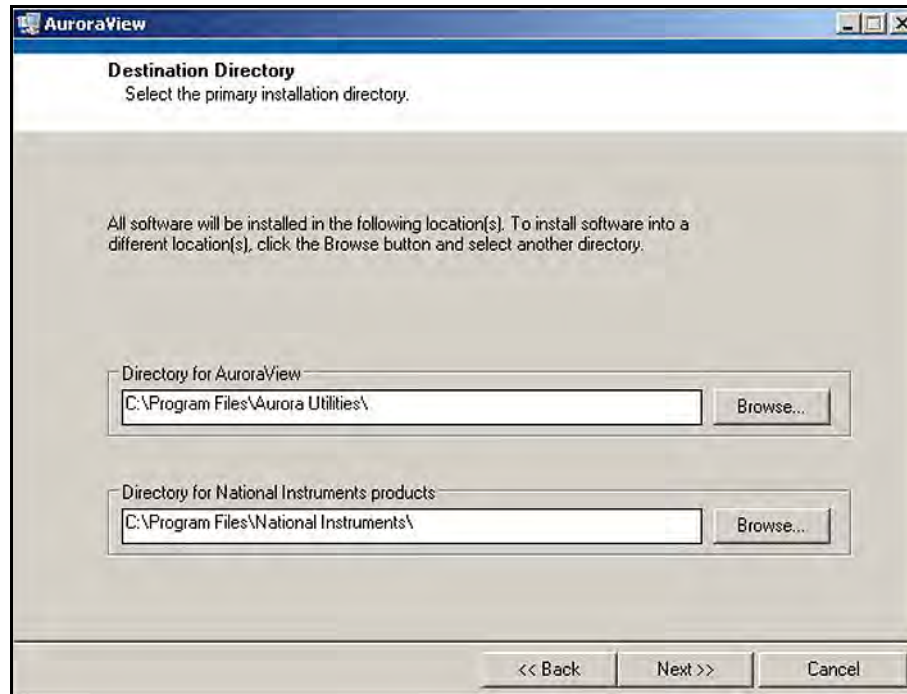 AuroraView
Destination Directory
Select the primary installation directory.
All software will be installed in the following location(s). To install software into a
different location(s), click the Browse button and select another directory.
Directory for AuroraView
C:\Program Files\Aurora Utilities\
Browse...
Directory for National Instruments products
C:\Program Files\National Instruments\
Browse...
<< Back
Next >>
Cancel